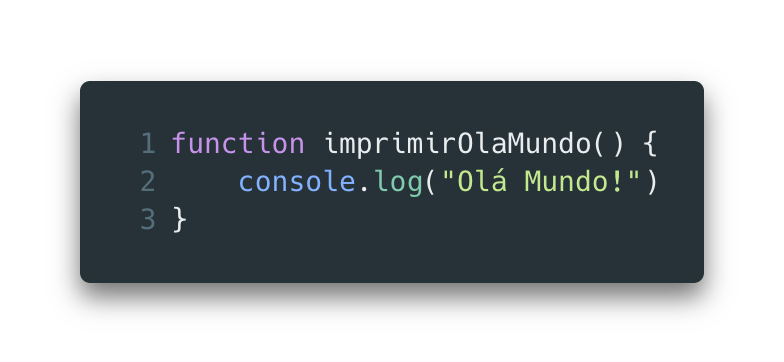 1 function imprimirOlaMundo() {
2     console.log("Olá Mundo!")
3 }